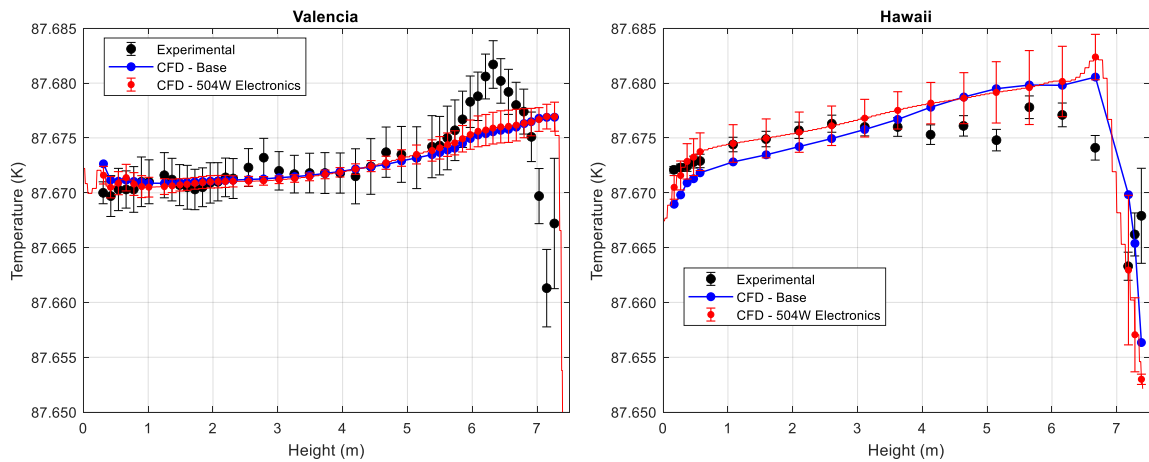 Valencia
87.685
87.680
87.675
87.670
87.665
87.660
87.655
87.650
Temperature (K)
Experimental
CFD - Base
CFD - 504W Electronics
0 1 2 3 4 5 6 7
Height (m)
Hawaii
87.685
87.680
87.675
87.670
87.665
87.660
87.655
87.650
Temperature (K)
Experimental
CFD - Base
CFD - 504W Electronics
0 1 2 3 4 5 6 7
Height (m)